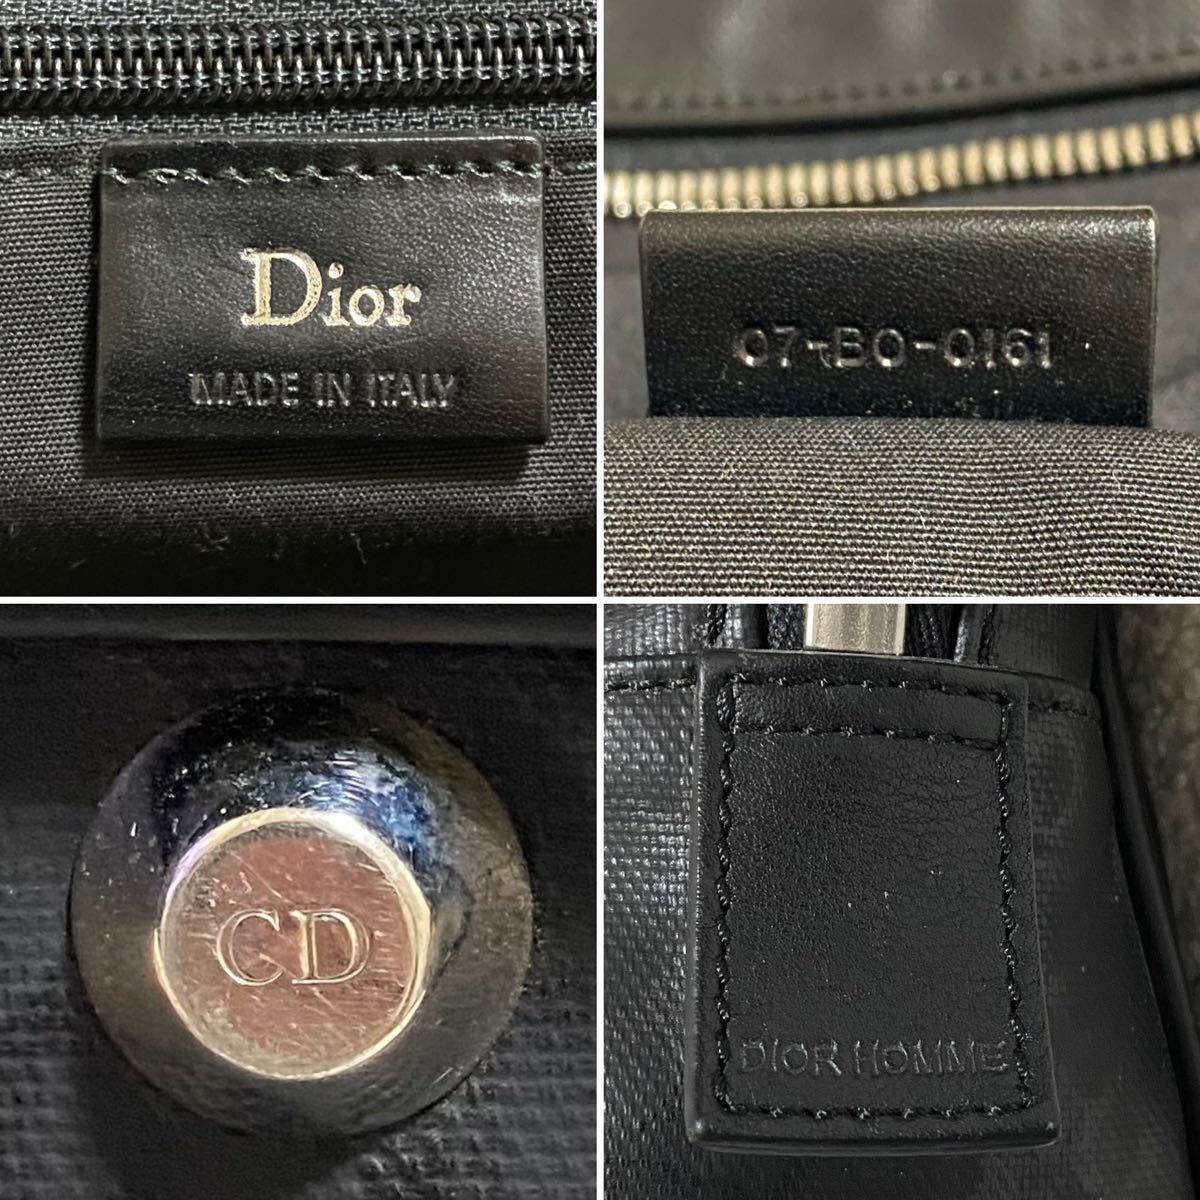 Dior
MADE IN ITALY
07-BO-0161
CD
DIOR HOMME